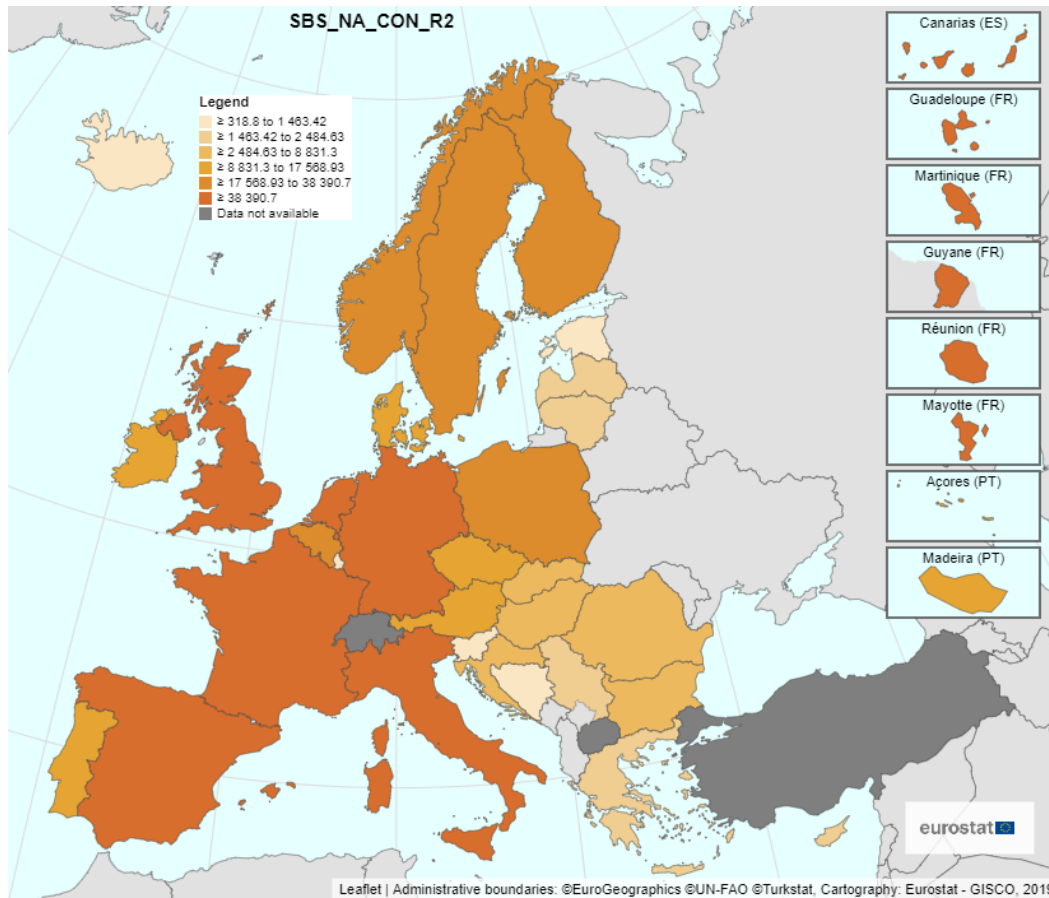 SBS_NA_CON_R2
Legend
≥ 318.8 to 1 463.42
≥ 1 463.42 to 2 484.63
≥ 2 484.63 to 8 831.3
≥ 8 831.3 to 17 568.93
≥ 17 568.93 to 38 390.7
≥ 38 390.7
Data not available
Canarias (ES)
Guadeloupe (FR)
Martinique (FR)
Guyane (FR)
Réunion (FR)
Mayotte (FR)
Açores (PT)
Madeira (PT)
eurostat
Leaflet | Administrative boundaries: ©EuroGeographics ©UN-FAO ©Turkstat, Cartography: Eurostat - GISCO, 2019